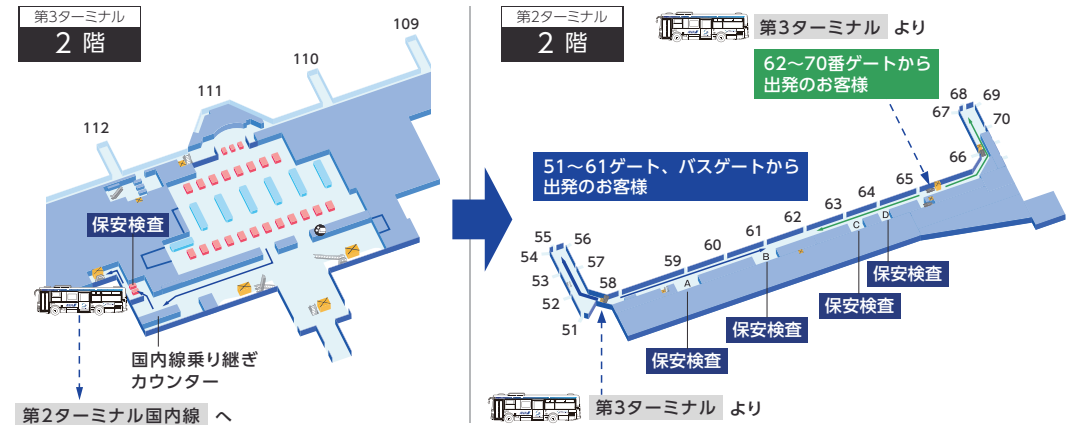 第3ターミナル
2 階
109
110
111
112
保安検査
国内線乗り継ぎ
カウンター
第2ターミナル国内線 へ
第2ターミナル
2 階
第3ターミナル より
62〜70番ゲートから
出発のお客様
51〜61ゲート、バスゲートから
出発のお客様
68
69
67
70
66
65
64
63
62
61
60
59
58
57
56
55
54
53
52
51
A
B
C
D
保安検査
保安検査
保安検査
保安検査
第3ターミナル より